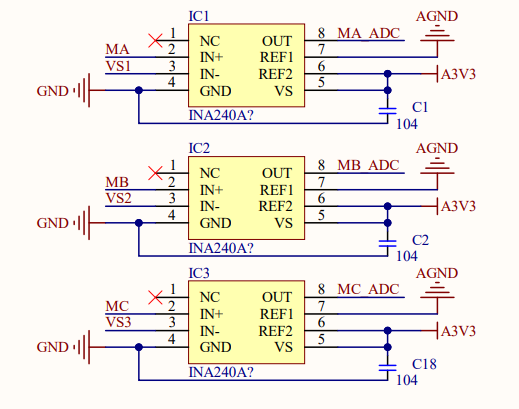 IC1 AGND
1 NC OUT 8 MA_ADC
MA 2 IN+ REF1 7
VS1 3 IN- REF2 6 A3V3
GND 4 GND VS 5
C1
INA240A? 104
IC2 AGND
1 NC OUT 8 MB_ADC
MB 2 IN+ REF1 7
VS2 3 IN- REF2 6 A3V3
GND 4 GND VS 5
C2
INA240A? 104
IC3 AGND
1 NC OUT 8 MC_ADC
MC 2 IN+ REF1 7
VS3 3 IN- REF2 6 A3V3
GND 4 GND VS 5
C18
INA240A? 104